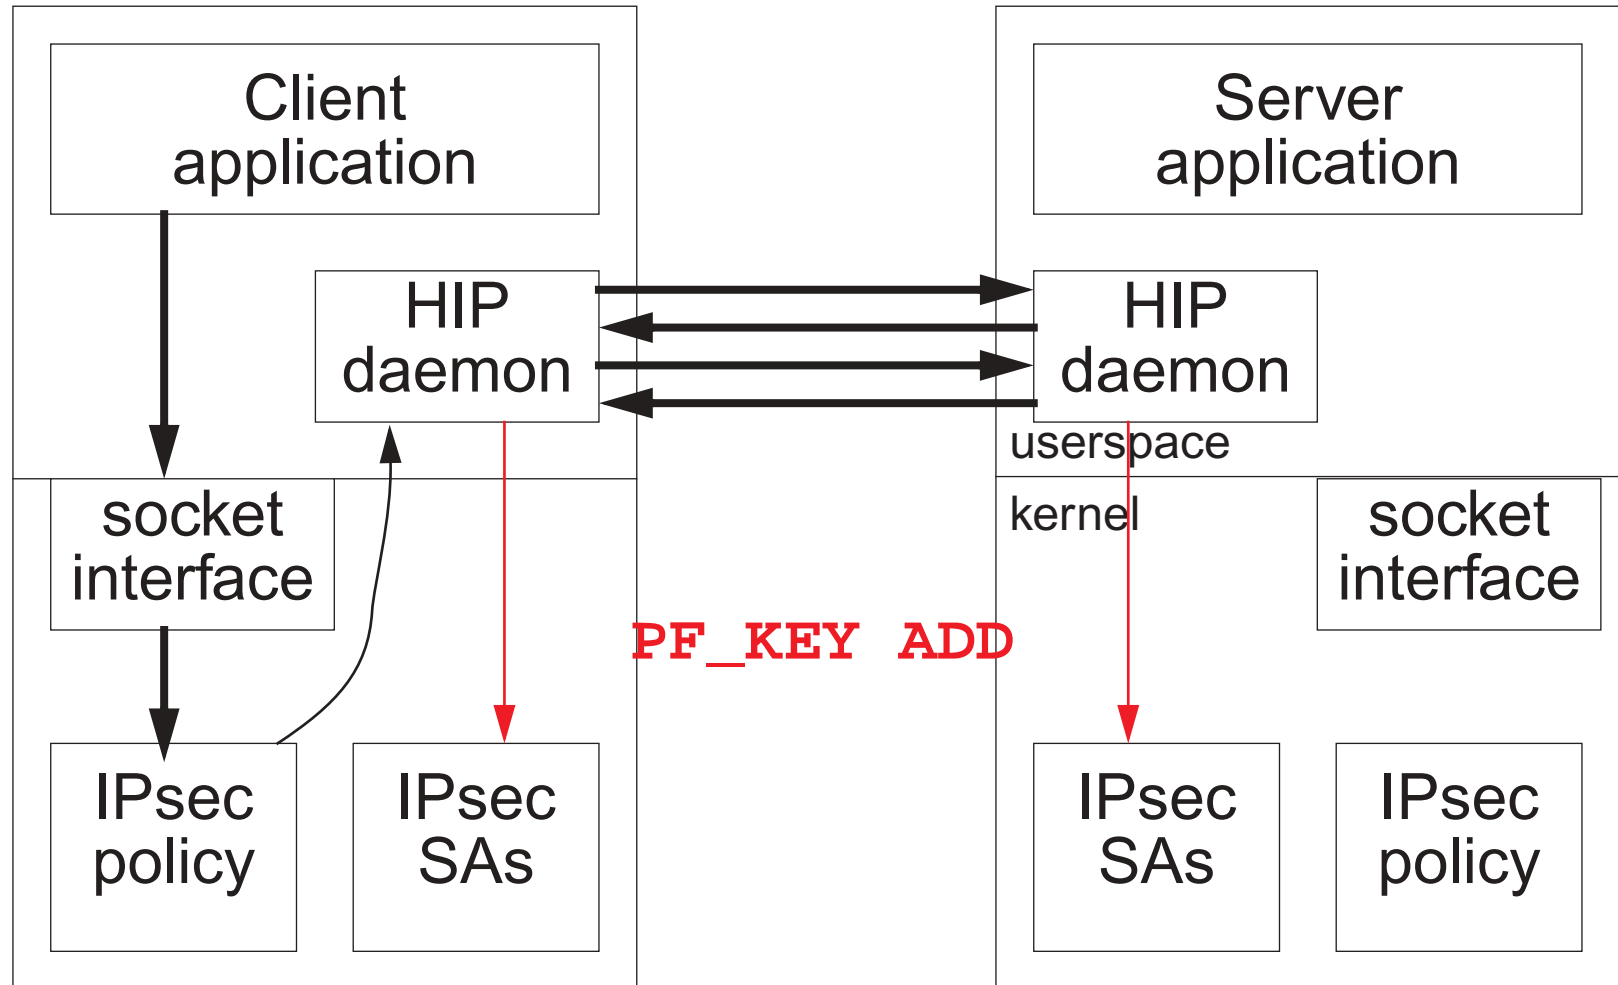 Client
application
Server
application
HIP
daemon
HIP
daemon
userspace
kernel
socket
interface
socket
interface
PF_KEY ADD
IPsec
policy
IPsec
SAs
IPsec
SAs
IPsec
policy